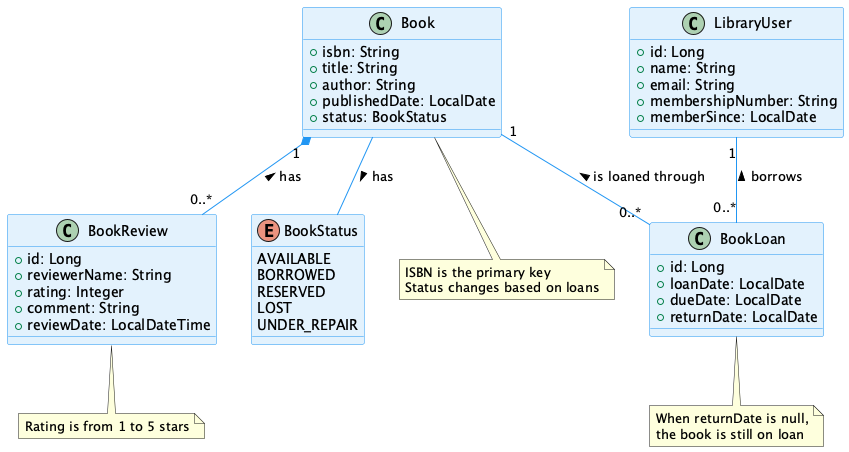 C Book
+ isbn: String
+ title: String
+ author: String
+ publishedDate: LocalDate
+ status: BookStatus
C LibraryUser
+ id: Long
+ name: String
+ email: String
+ membershipNumber: String
+ memberSince: LocalDate
1
has
0..*
has
1
is loaned through
0..*
1
borrows
0..*
C BookReview
+ id: Long
+ reviewerName: String
+ rating: Integer
+ comment: String
+ reviewDate: LocalDateTime
E BookStatus
AVAILABLE
BORROWED
RESERVED
LOST
UNDER_REPAIR
ISBN is the primary key
Status changes based on loans
C BookLoan
+ id: Long
+ loanDate: LocalDate
+ dueDate: LocalDate
+ returnDate: LocalDate
Rating is from 1 to 5 stars
When returnDate is null,
the book is still on loan